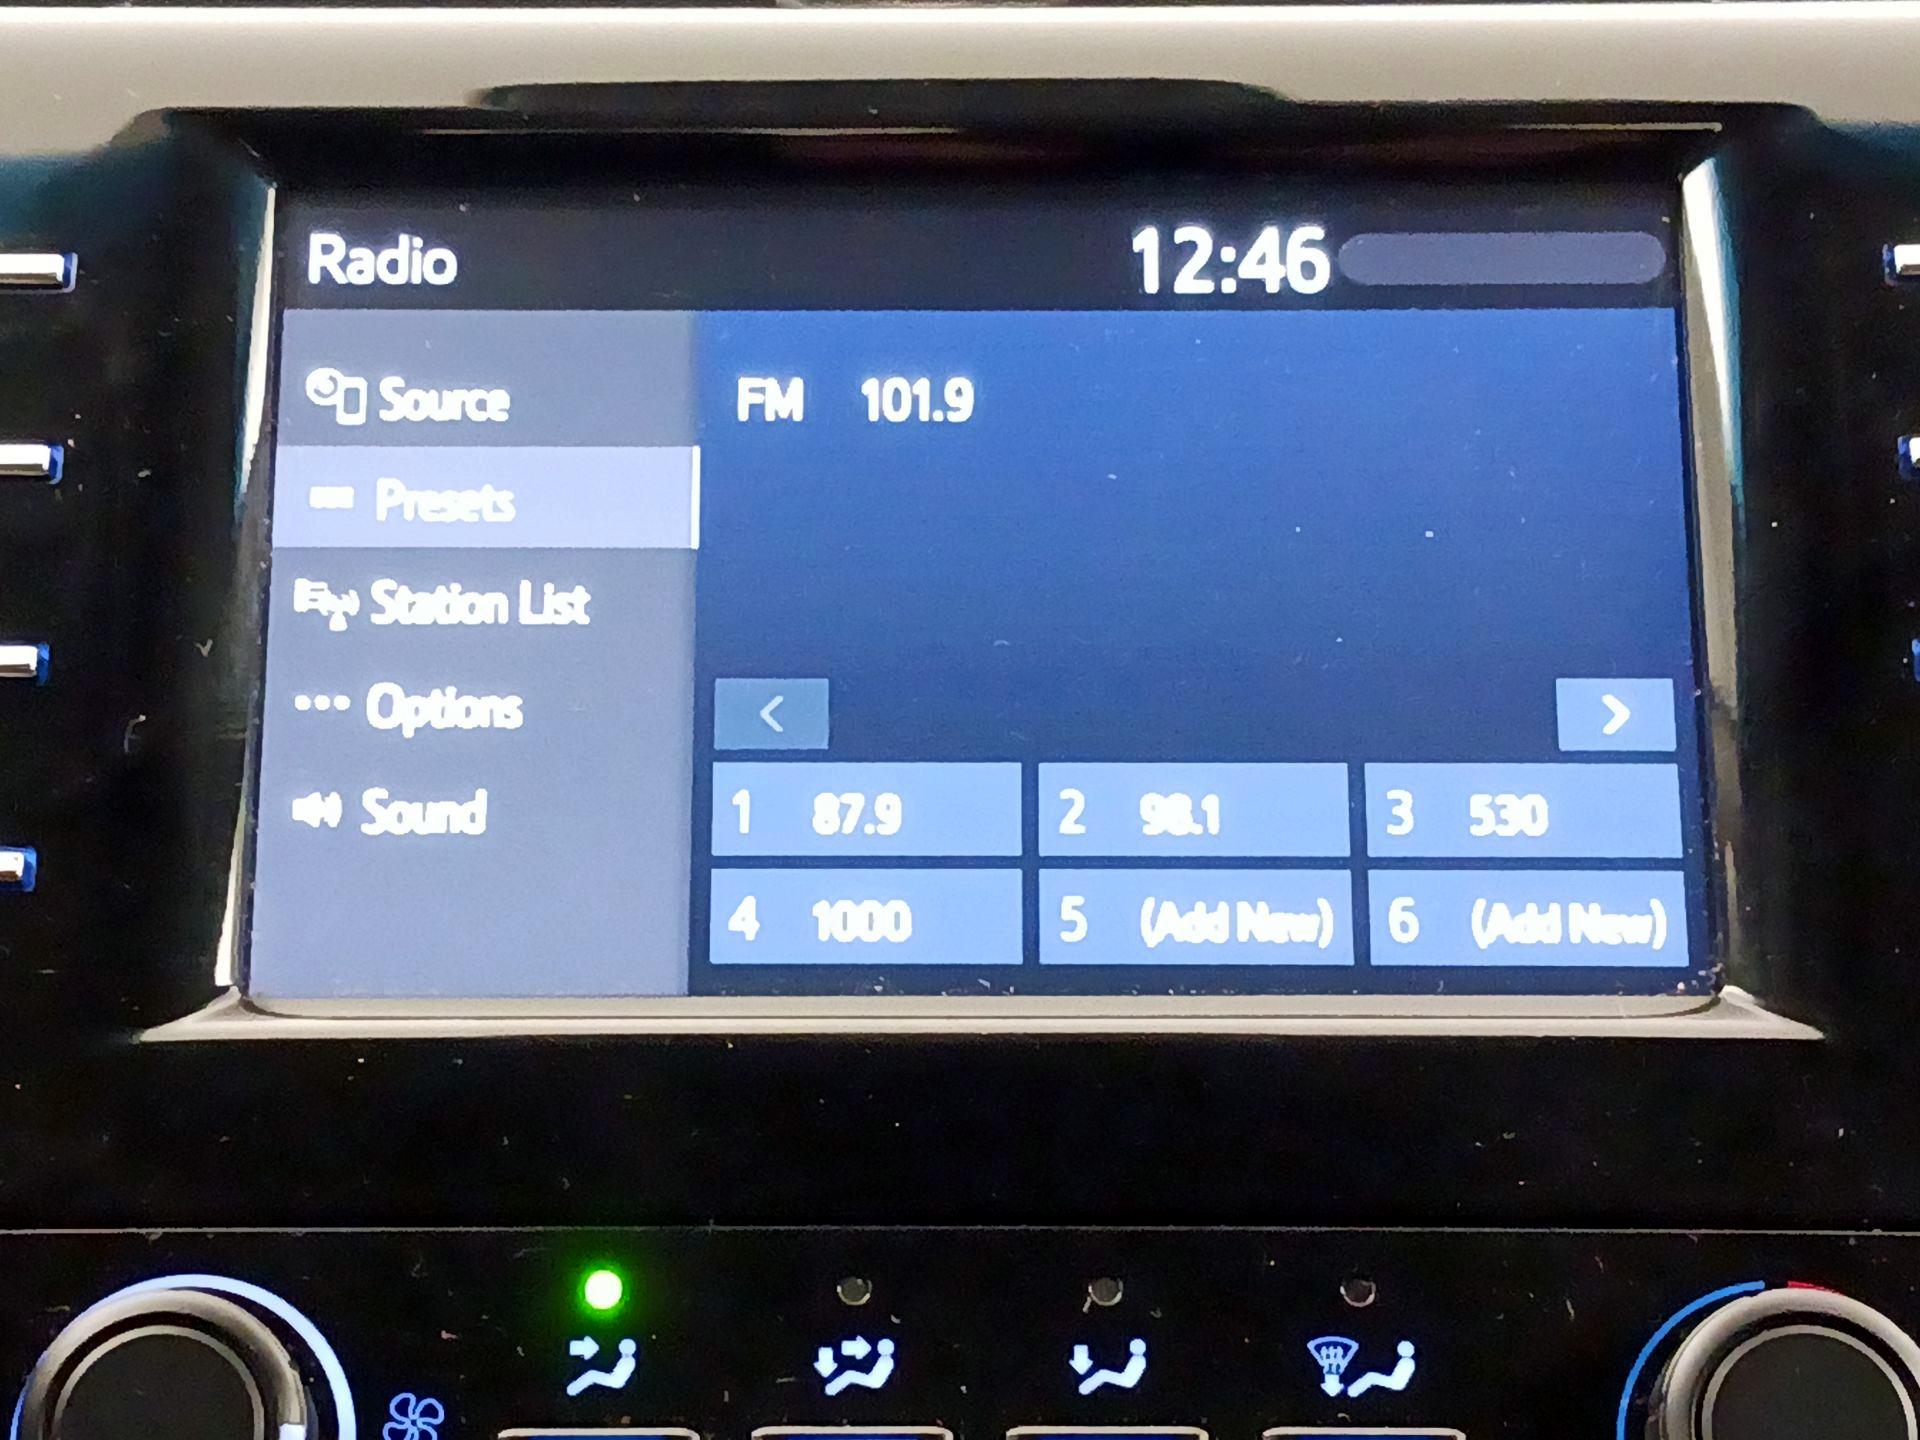 Radio 12:46
Source
FM 101.9
Presets
Station List
Options
Sound
1 87.9
2 98.1
3 530
4 1000
5 (Add New)
6 (Add New)